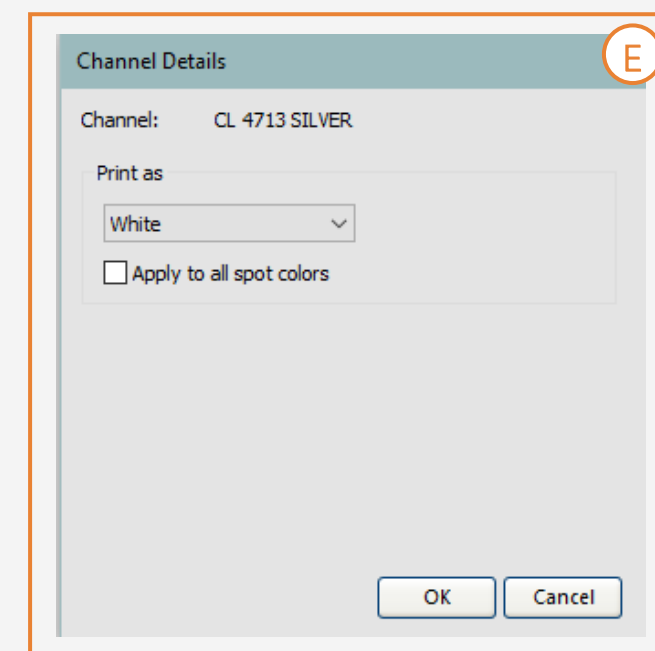 Channel Details
E
Channel: CL 4713 SILVER
Print as
White
Apply to all spot colors
OK Cancel